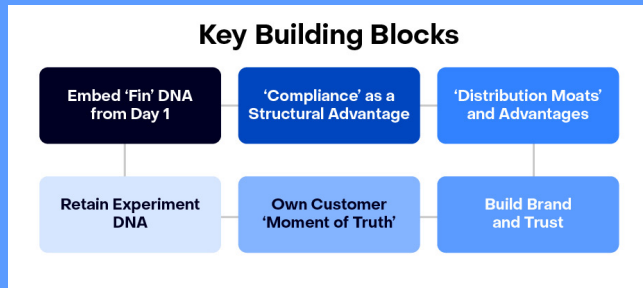 Key Building Blocks
Embed ‘Fin’ DNA
from Day 1
‘Compliance’ as a
Structural Advantage
‘Distribution Moats’
and Advantages
Retain Experiment
DNA
Own Customer
‘Moment of Truth’
Build Brand
and Trust